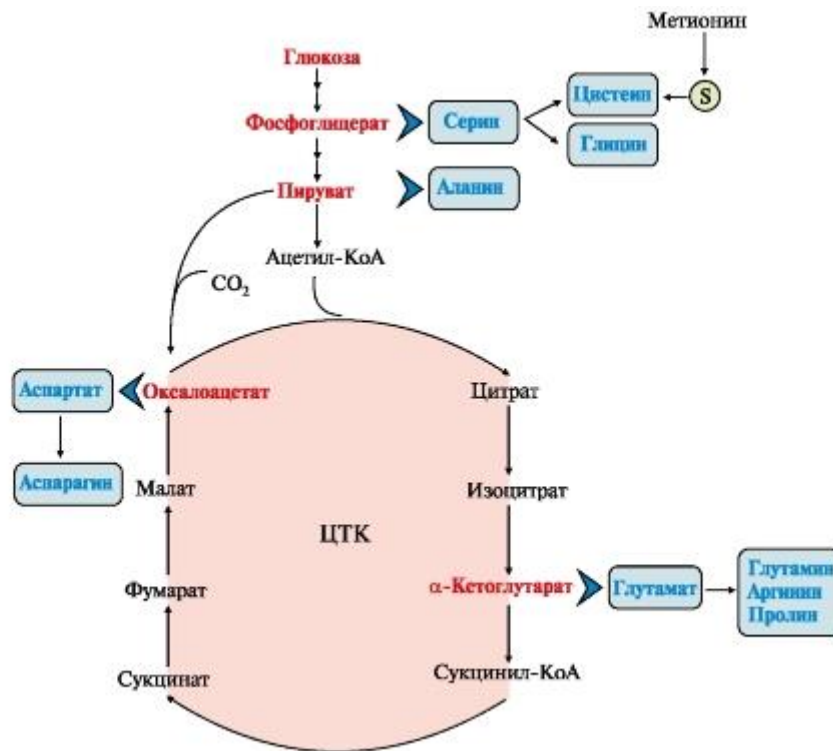 Метионин
Глюкоза
Фосфоглицерат
Серин
Цистеин
S
Глицин
Пируват
Аланин
Ацетил-КоА
CO₂
Аспартат
Оксалоацетат
Цитрат
Аспарагин
Малат
Изоцитрат
ЦТК
Фумарат
α-Кетоглутарат
Глутамат
Глутамин
Аргинин
Пролин
Сукцинат
Сукцинил-КоА